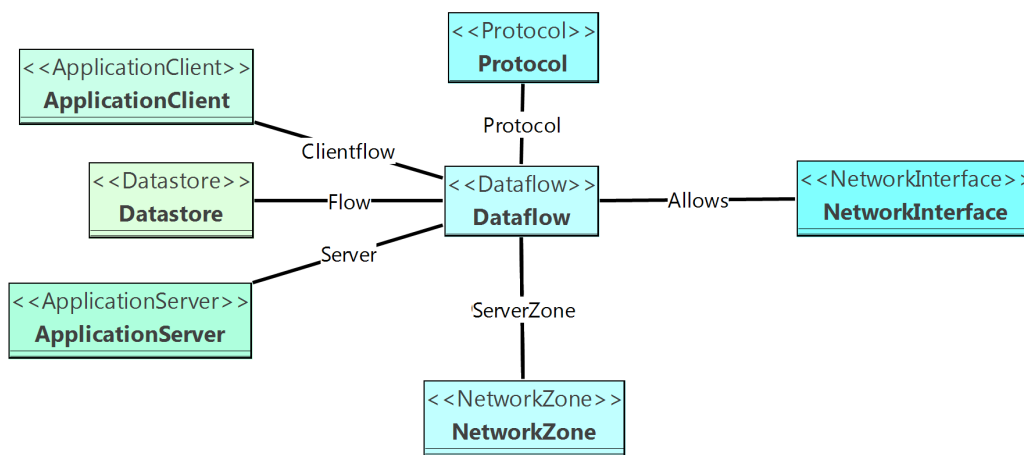 <<Protocol>>
Protocol
<<ApplicationClient>>
ApplicationClient
Protocol
Clientflow
<<Datastore>>
Datastore
Flow
<<Dataflow>>
Dataflow
Allows
<<NetworkInterface>
NetworkInterface
Server
<<ApplicationServer>>
ApplicationServer
ServerZone
<<NetworkZone>>
NetworkZone